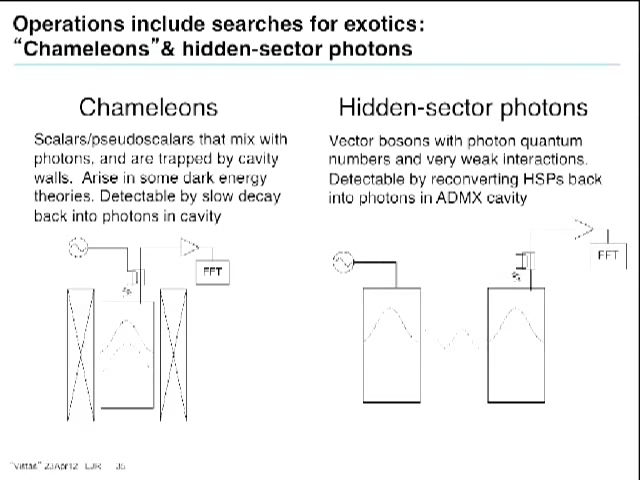 Operations include searches for exotics:
“Chameleons”& hidden-sector photons
Chameleons
Scalars/pseudoscalars that mix with
photons, and are trapped by cavity
walls. Arise in some dark energy
theories. Detectable by slow decay
back into photons in cavity
FFT
Hidden-sector photons
Vector bosons with photon quantum
numbers and very weak interactions.
Detectable by reconverting HSPs back
into photons in ADMX cavity
FFT
23Apr12 LJR 35